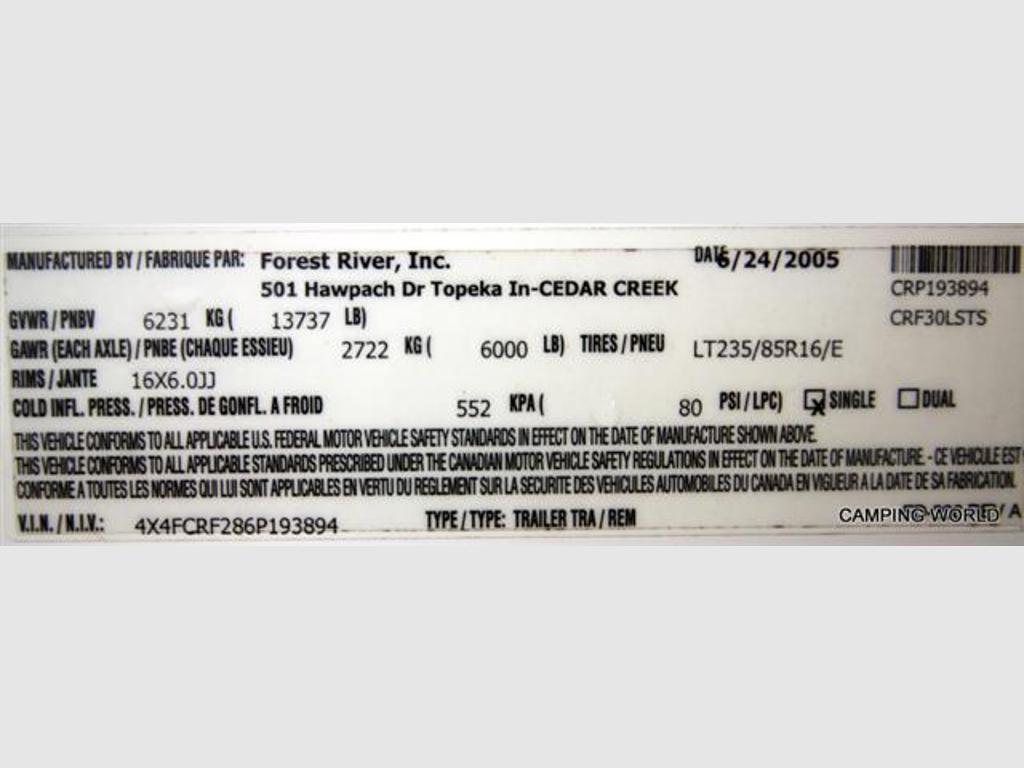 MANUFACTURED BY / FABRIQUE PAR: Forest River, Inc. DATE 6/24/2005
501 Hawpach Dr Topeka In-CEDAR CREEK CRP193894
GVWR / PNBV 6231 KG ( 13737 LB) CRF30LSTS
GAWR (EACH AXLE) / PNBE (CHAQUE ESSIEU) 2722 KG ( 6000 LB) TIRES / PNEU LT235/85R16/E
RIMS / JANTE 16X6.0JJ
COLD INFL. PRESS. / PRESS. DE GONFL. A FROID 552 KPA ( 80 PSI / LPC) SINGLE DUAL
THIS VEHICLE CONFORMS TO ALL APPLICABLE U.S. FEDERAL MOTOR VEHICLE SAFETY STANDARDS IN EFFECT ON THE DATE OF MANUFACTURE SHOWN ABOVE.
THIS VEHICLE CONFORMS TO ALL APPLICABLE STANDARDS PRESCRIBED UNDER THE CANADIAN MOTOR VEHICLE SAFETY REGULATIONS IN EFFECT ON THE DATE OF MANUFACTURE. - CE VEHICULE EST
CONFORME A TOUTES LES NORMES QUI LUI SONT APPLICABLES EN VERTU DU REGLEMENT SUR LA SECURITE DES VEHICULES AUTOMOBILES DU CANADA EN VIGUEUR A LA DATE DE SA FABRICATION.
V.I.N. / N.I.V.: 4X4FCRF286P193894 TYPE / TYPE: TRAILER TRA / REM
CAMPING WORLD